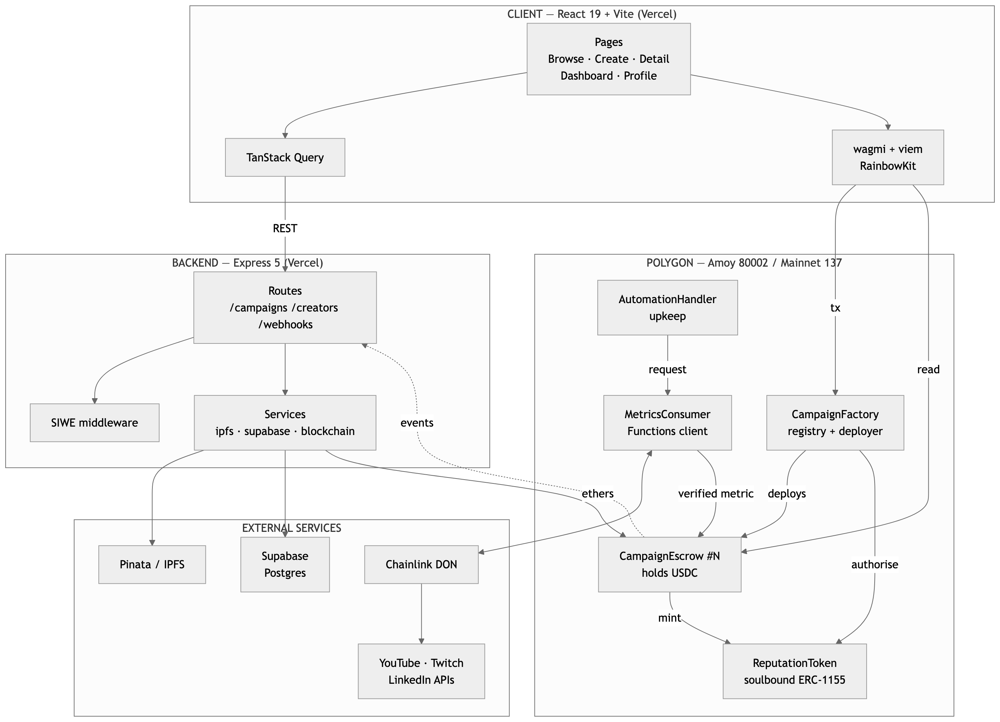 CLIENT — React 19 + Vite (Vercel)
Pages
Browse · Create · Detail
Dashboard · Profile
TanStack Query
wagmi + viem
RainbowKit
REST
BACKEND — Express 5 (Vercel)
Routes
/campaigns /creators
/webhooks
SIWE middleware
Services
ipfs · supabase · blockchain
events
POLYGON — Amoy 80002 / Mainnet 137
AutomationHandler
upkeep
tx
request
read
MetricsConsumer
Functions client
CampaignFactory
registry + deployer
ethers
verified metric
deploys
EXTERNAL SERVICES
Pinata / IPFS
Supabase
Postgres
Chainlink DON
YouTube · Twitch
LinkedIn APIs
CampaignEscrow #N
holds USDC
authorise
mint
ReputationToken
soulbound ERC-1155